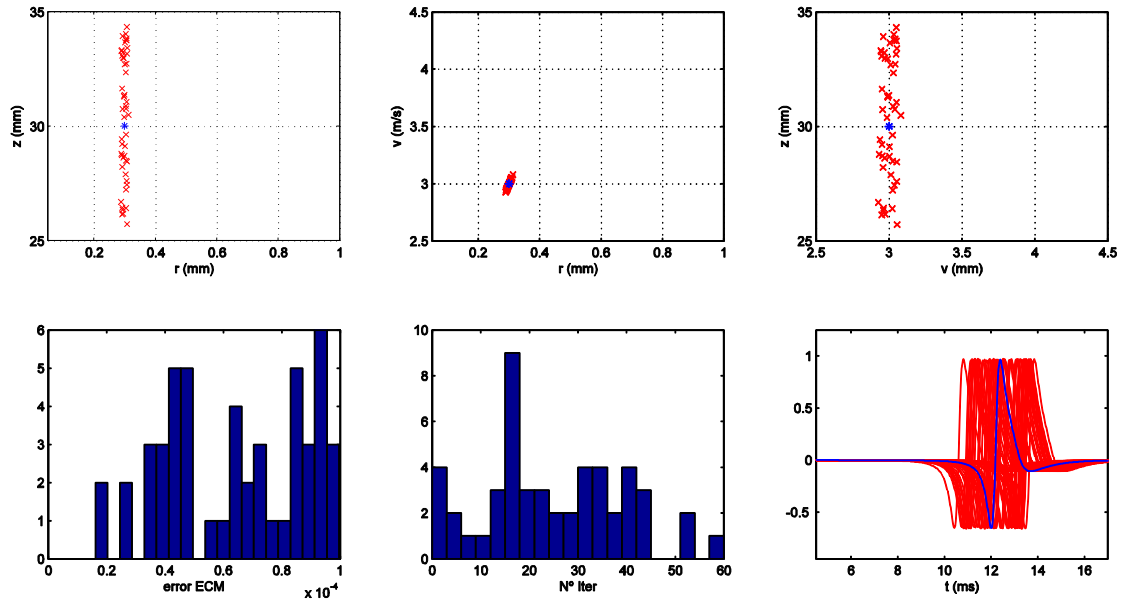 35
30
25
z (mm)
0.2 0.4 0.6 0.8 1
r (mm)
4.5
4
3.5
3
2.5
v (m/s)
0.2 0.4 0.6 0.8 1
r (mm)
35
30
25
z (mm)
2.5 3 3.5 4 4.5
v (mm)
6
5
4
3
2
1
0
0 0.2 0.4 0.6 0.8 1
error ECM
x 10⁻⁴
10
8
6
4
2
0
0 10 20 30 40 50 60
Nº Iter
1
0.5
0
-0.5
6 8 10 12 14 16
t (ms)